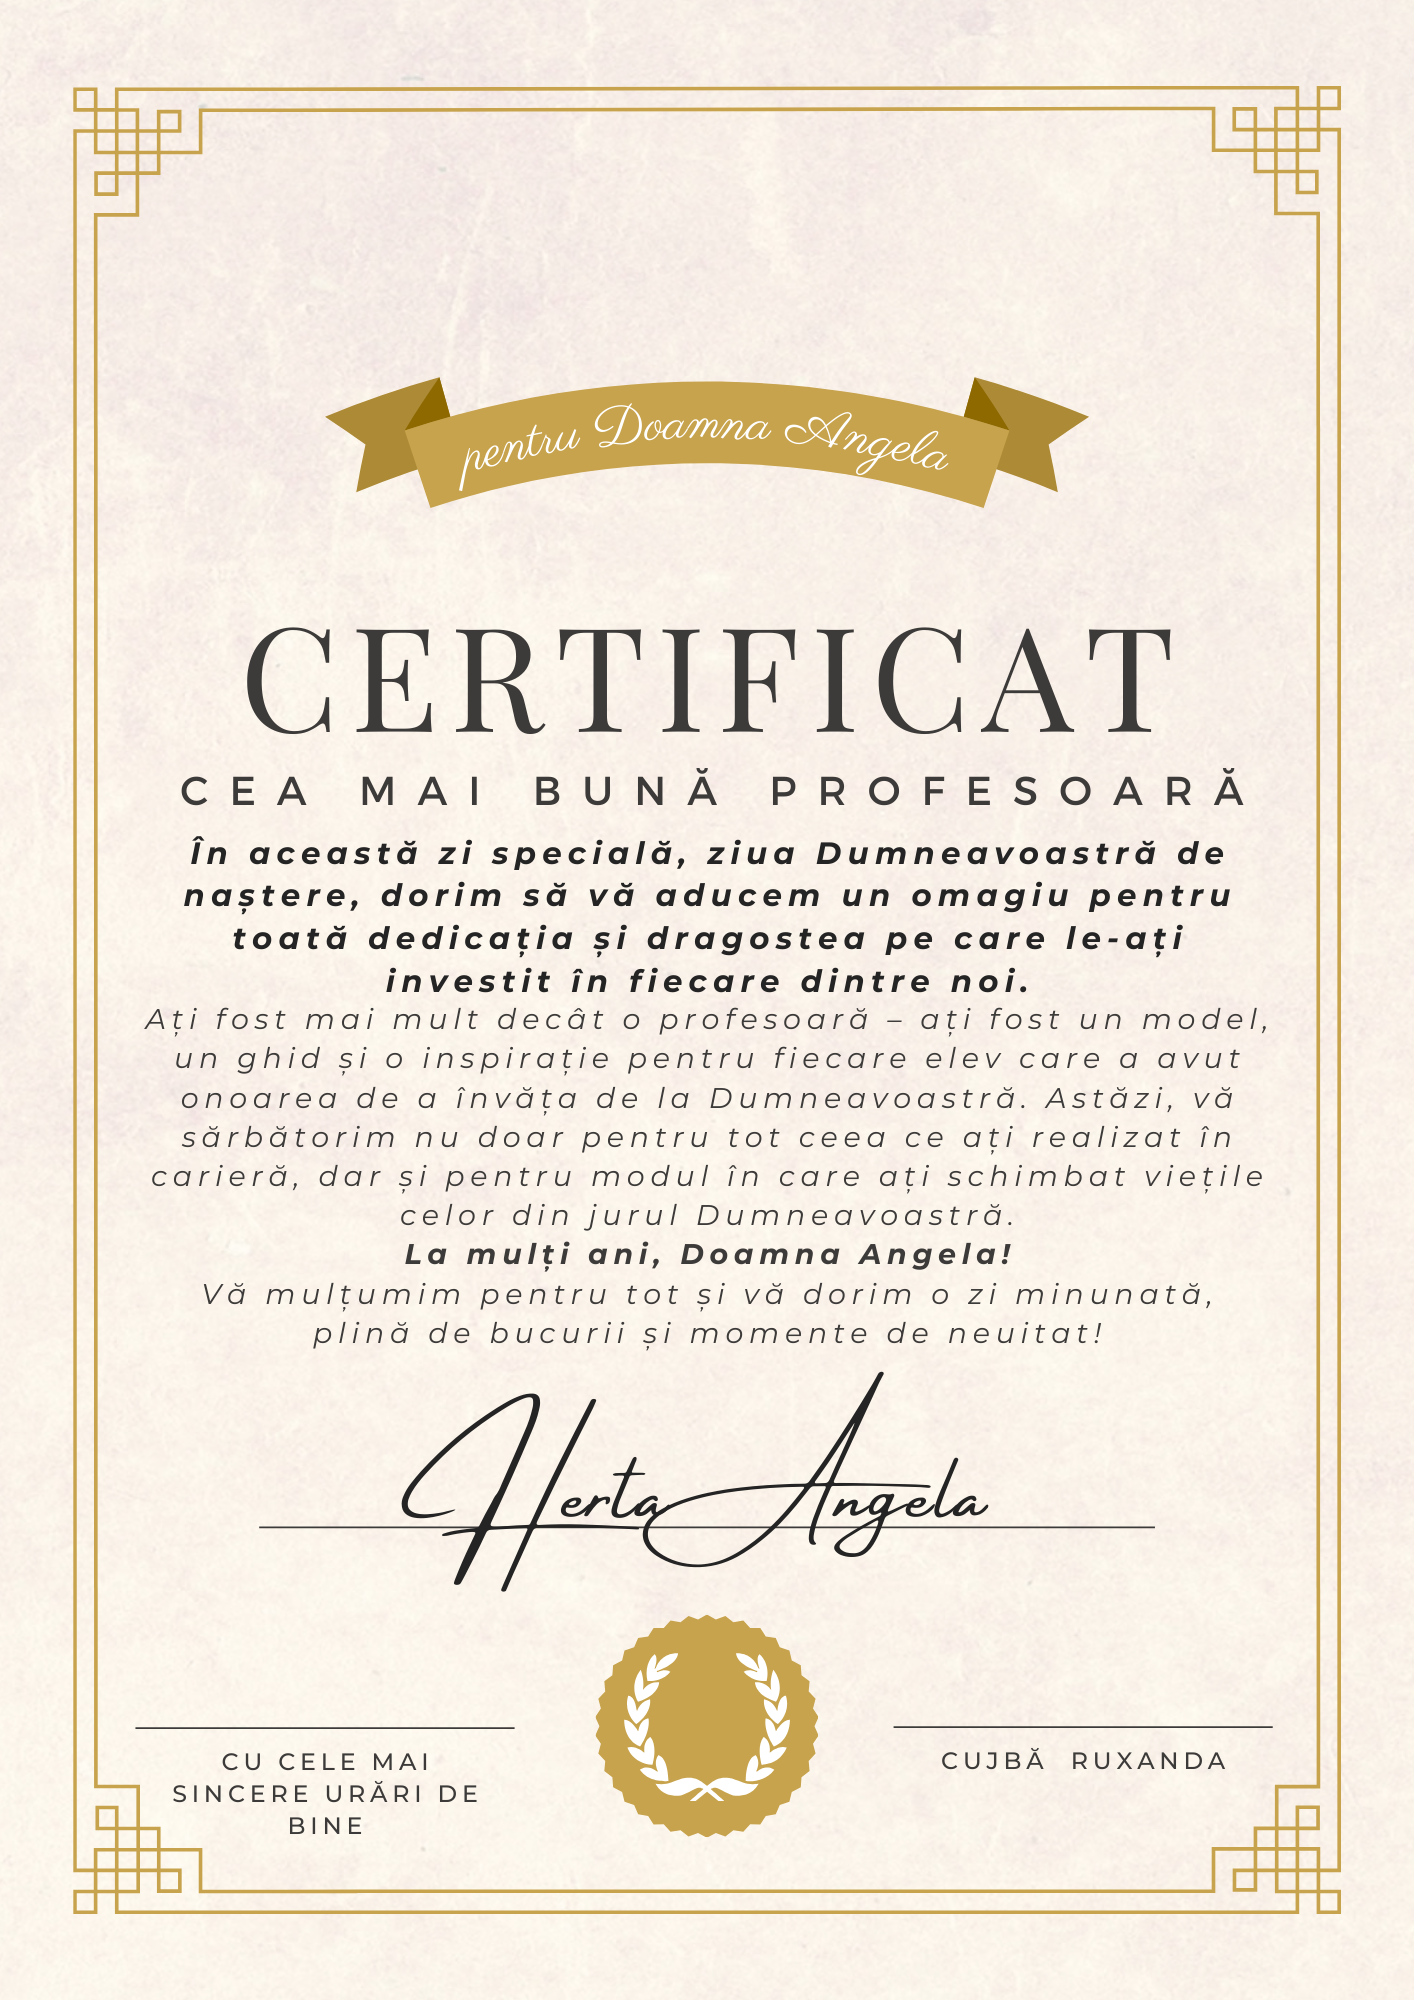 pentru Doamna Angela
CERTIFICAT
CEA MAI BUNĂ PROFESOARĂ
În această zi specială, ziua Dumneavoastră de
naștere, dorim să vă aducem un omagiu pentru
toată dedicația și dragostea pe care le-ați
investit în fiecare dintre noi.
Ați fost mai mult decât o profesoară – ați fost un model,
un ghid și o inspirație pentru fiecare elev care a avut
onoarea de a învăța de la Dumneavoastră. Astăzi, vă
sărbătorim nu doar pentru tot ceea ce ați realizat în
carieră, dar și pentru modul în care ați schimbat viețile
celor din jurul Dumneavoastră.
La mulți ani, Doamna Angela!
Vă mulțumim pentru tot și vă dorim o zi minunată,
plină de bucurii și momente de neuitat!
Herta Angela
CU CELE MAI
SINCERE URĂRI DE
BINE
CUJBĂ RUXANDA